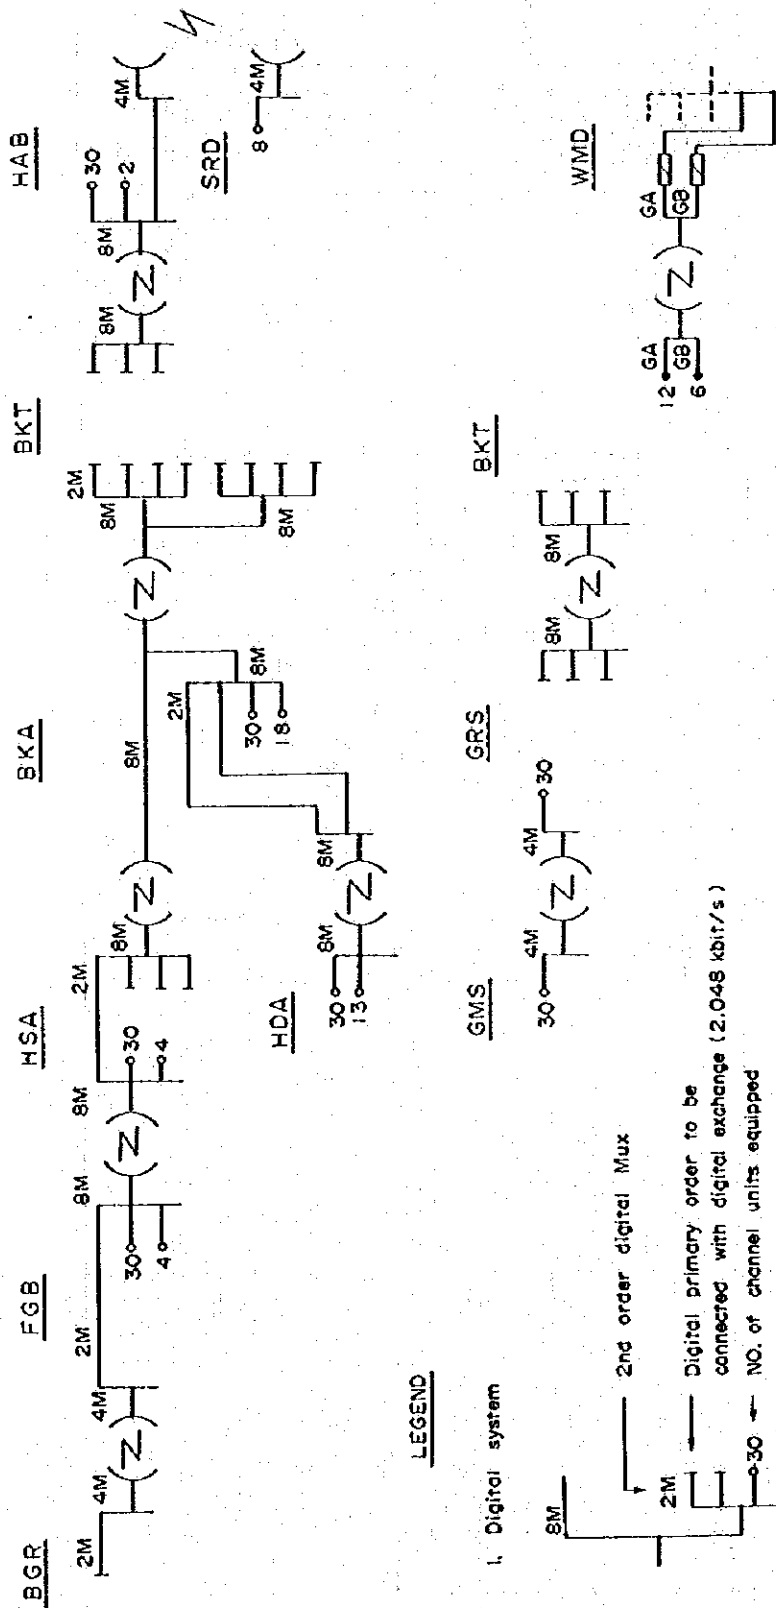 BGR
FGB
HSA
BKA
BKT
HAB
2M
4M
4M
2M
8M
8M
2M
8M
8M
8M
2M
8M
8M
4M
30
4
30
4
30
2
8M
2M
8M
30
18
SRD
8
4M
HDA
30
13
8M
8M
GMS
GRS
BKT
WMD
30
4M
4M
30
8M
8M
12
6
GA
GB
GA
GB
LEGEND
1. Digital system
8M
2nd order digital Mux
2M
Digital primary order to be
connected with digital exchange (2.048 kbit/s)
30
NO. of channel units equipped